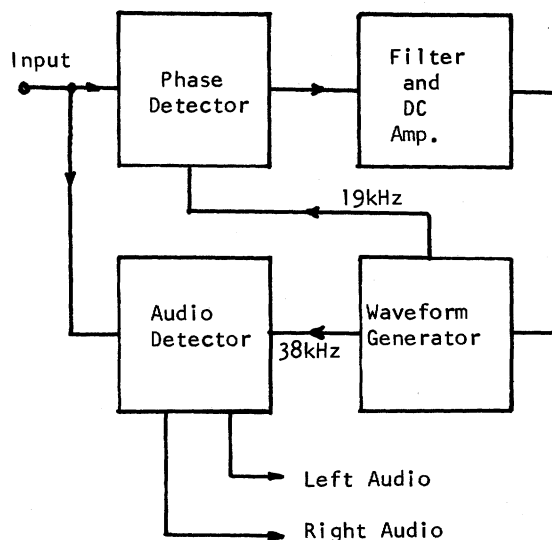 Input
Phase
Detector
Filter
and
DC
Amp.
19kHz
Audio
Detector
38kHz
Waveform
Generator
Left Audio
Right Audio